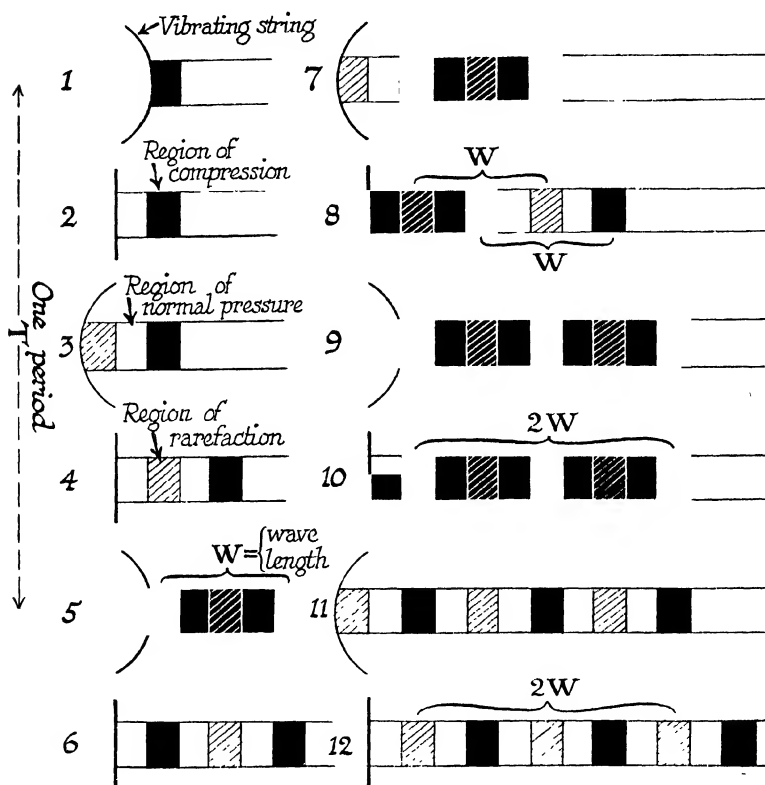 Vibrating string
1
7
Region of
compression
W
2
8
W
Region of
normal pressure
3
9
One period
T
Region of
rarefaction
2W
4
10
W = { wave
length
5
11
2W
6
12